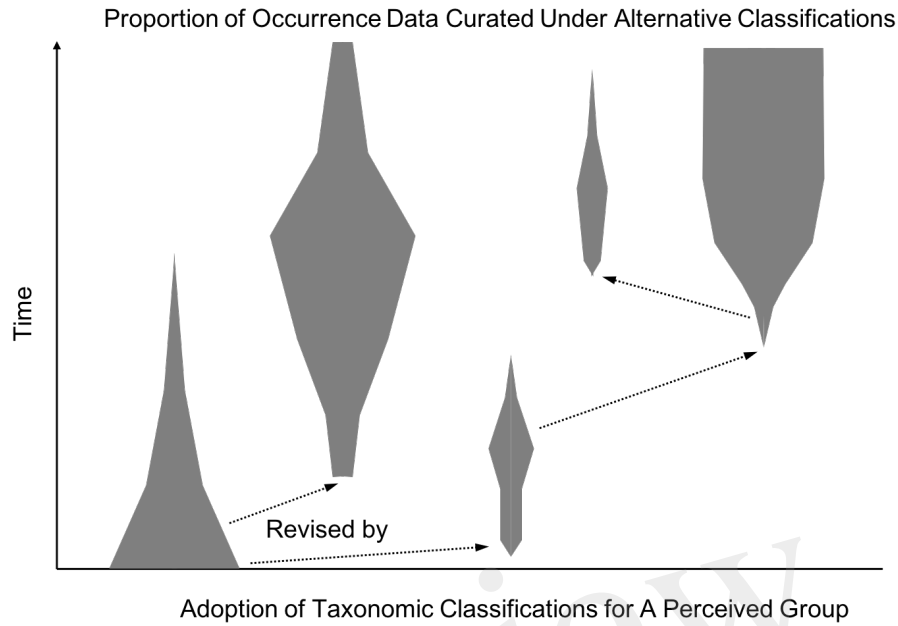 Proportion of Occurrence Data Curated Under Alternative Classifications
Time
Revised by
Adoption of Taxonomic Classifications for A Perceived Group